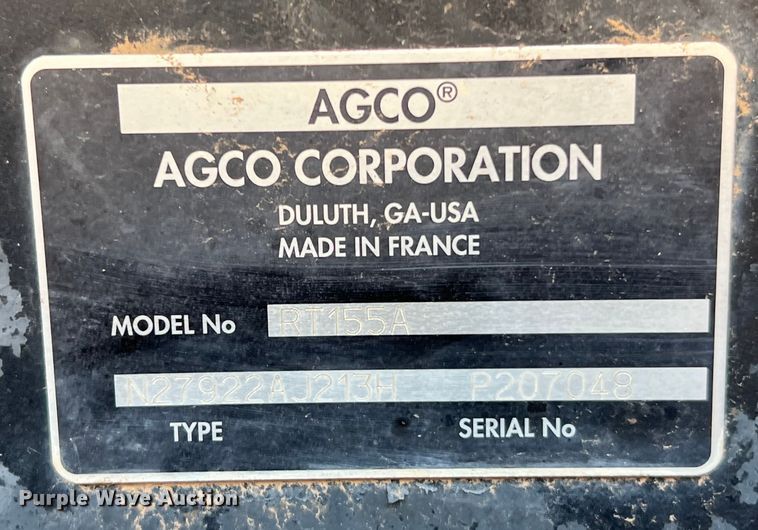 AGCO®
AGCO CORPORATION
DULUTH, GA-USA
MADE IN FRANCE
MODEL No RT155A
N27922AJ213H P207048
TYPE SERIAL No
Purple Wave Auction